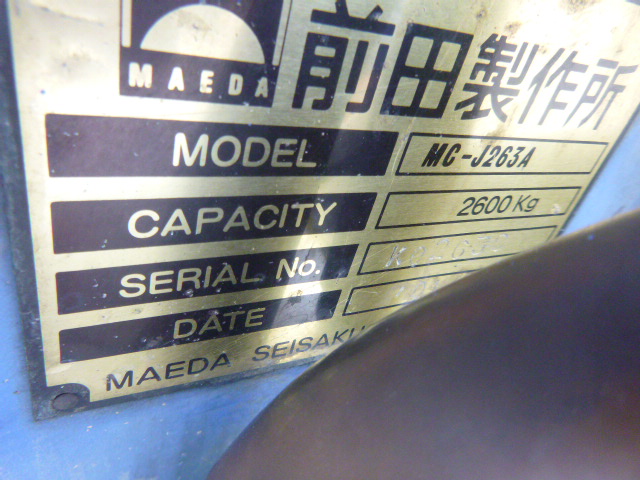 MAEDA
前田製作所
MODEL MC-J263A
CAPACITY 2600Kg
SERIAL No.
DATE
MAEDA SEISAKU